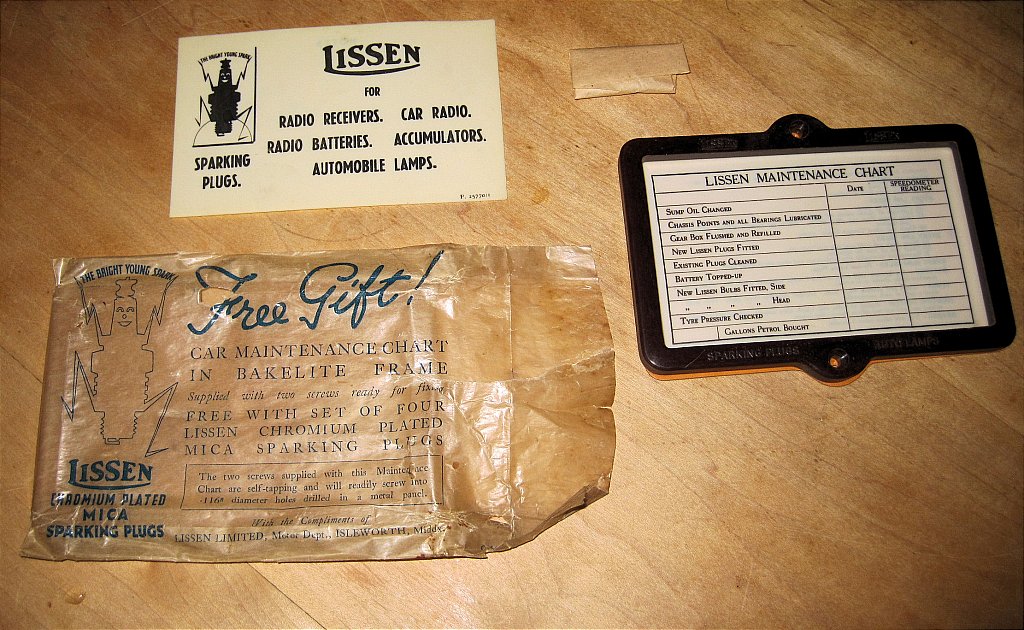 THE BRIGHT YOUNG SPARK
LISSEN
FOR
RADIO RECEIVERS. CAR RADIO.
RADIO BATTERIES. ACCUMULATORS.
AUTOMOBILE LAMPS.
SPARKING
PLUGS.
LISSEN
LISSEN MAINTENANCE CHART
DATE
SPEEDOMETER
READING
SUMP OIL CHANGED
CHASSIS POINTS AND ALL BEARINGS LUBRICATED
GEAR BOX FLUSHED AND REFILLED
NEW LISSEN PLUGS FITTED
EXISTING PLUGS CLEANED
BATTERY TOPPED-UP
NEW LISSEN BULBS FITTED, SIDE
" " " " HEAD
TYRE PRESSURE CHECKED
GALLONS PETROL BOUGHT
SPARKING PLUGS AUTO LAMPS
THE BRIGHT YOUNG SPARK
Free Gift!
CAR MAINTENANCE CHART
IN BAKELITE FRAME
Supplied with two screws ready for fixing
FREE WITH SET OF FOUR
LISSEN CHROMIUM PLATED
MICA SPARKING PLUGS
The two screws supplied with this Maintenance
Chart are self-tapping and will readily screw into
·116" diameter holes drilled in a metal panel.
With the Compliments of
LISSEN LIMITED, Motor Dept., ISLEWORTH, Middx.
LISSEN
CHROMIUM PLATED
MICA
SPARKING PLUGS